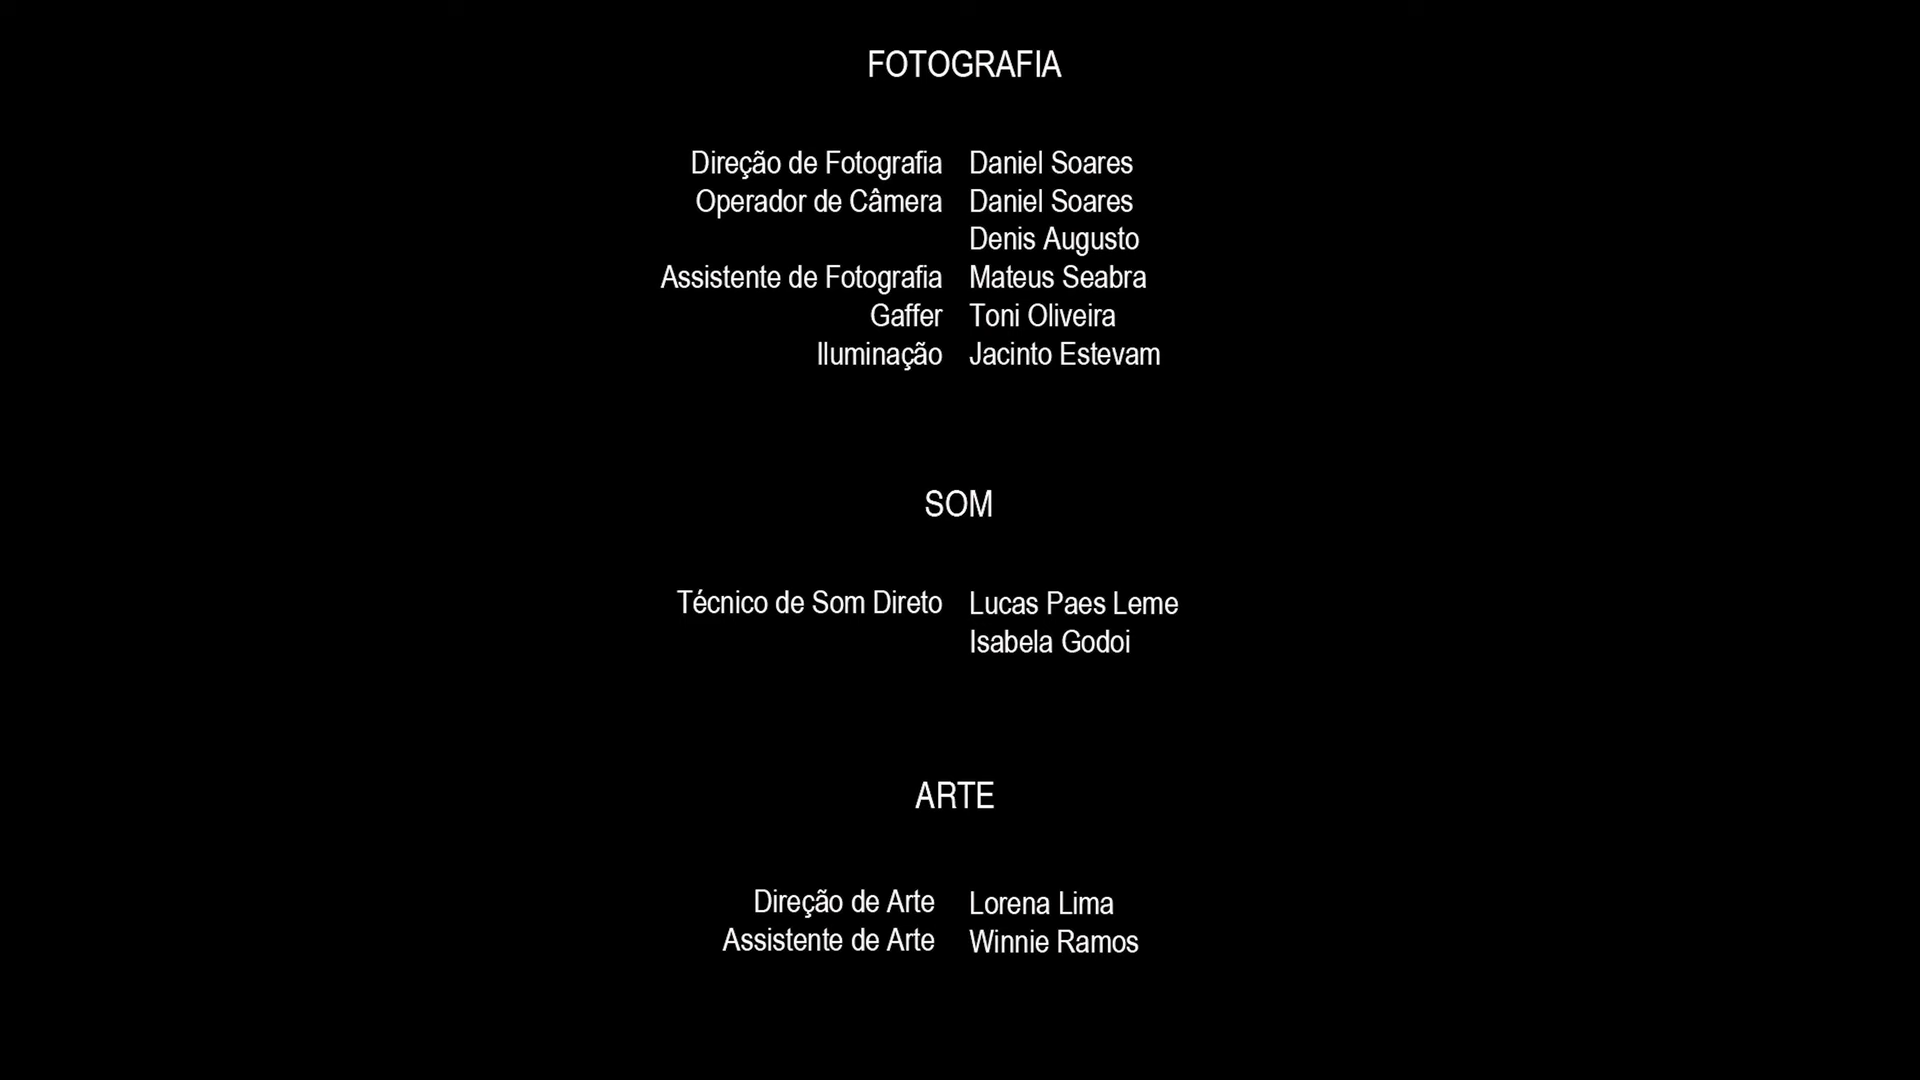 FOTOGRAFIA
Direção de Fotografia Daniel Soares
Operador de Câmera Daniel Soares
Denis Augusto
Assistente de Fotografia Mateus Seabra
Gaffer Toni Oliveira
Iluminação Jacinto Estevam
SOM
Técnico de Som Direto Lucas Paes Leme
Isabela Godoi
ARTE
Direção de Arte Lorena Lima
Assistente de Arte Winnie Ramos